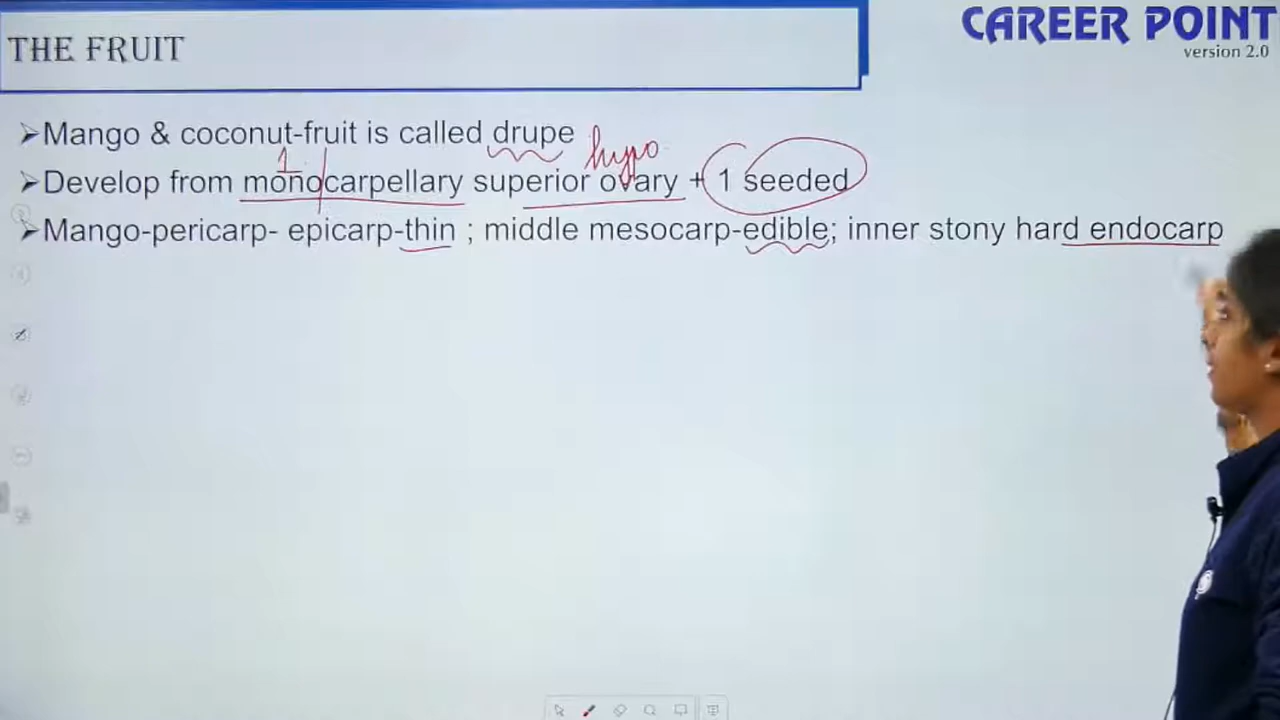 THE FRUIT
CAREER POINT
version 2.0
➢Mango & coconut-fruit is called drupe
1 hypo
➢Develop from monocarpellary superior ovary + 1 seeded
➢Mango-pericarp- epicarp-thin ; middle mesocarp-edible; inner stony hard endocarp